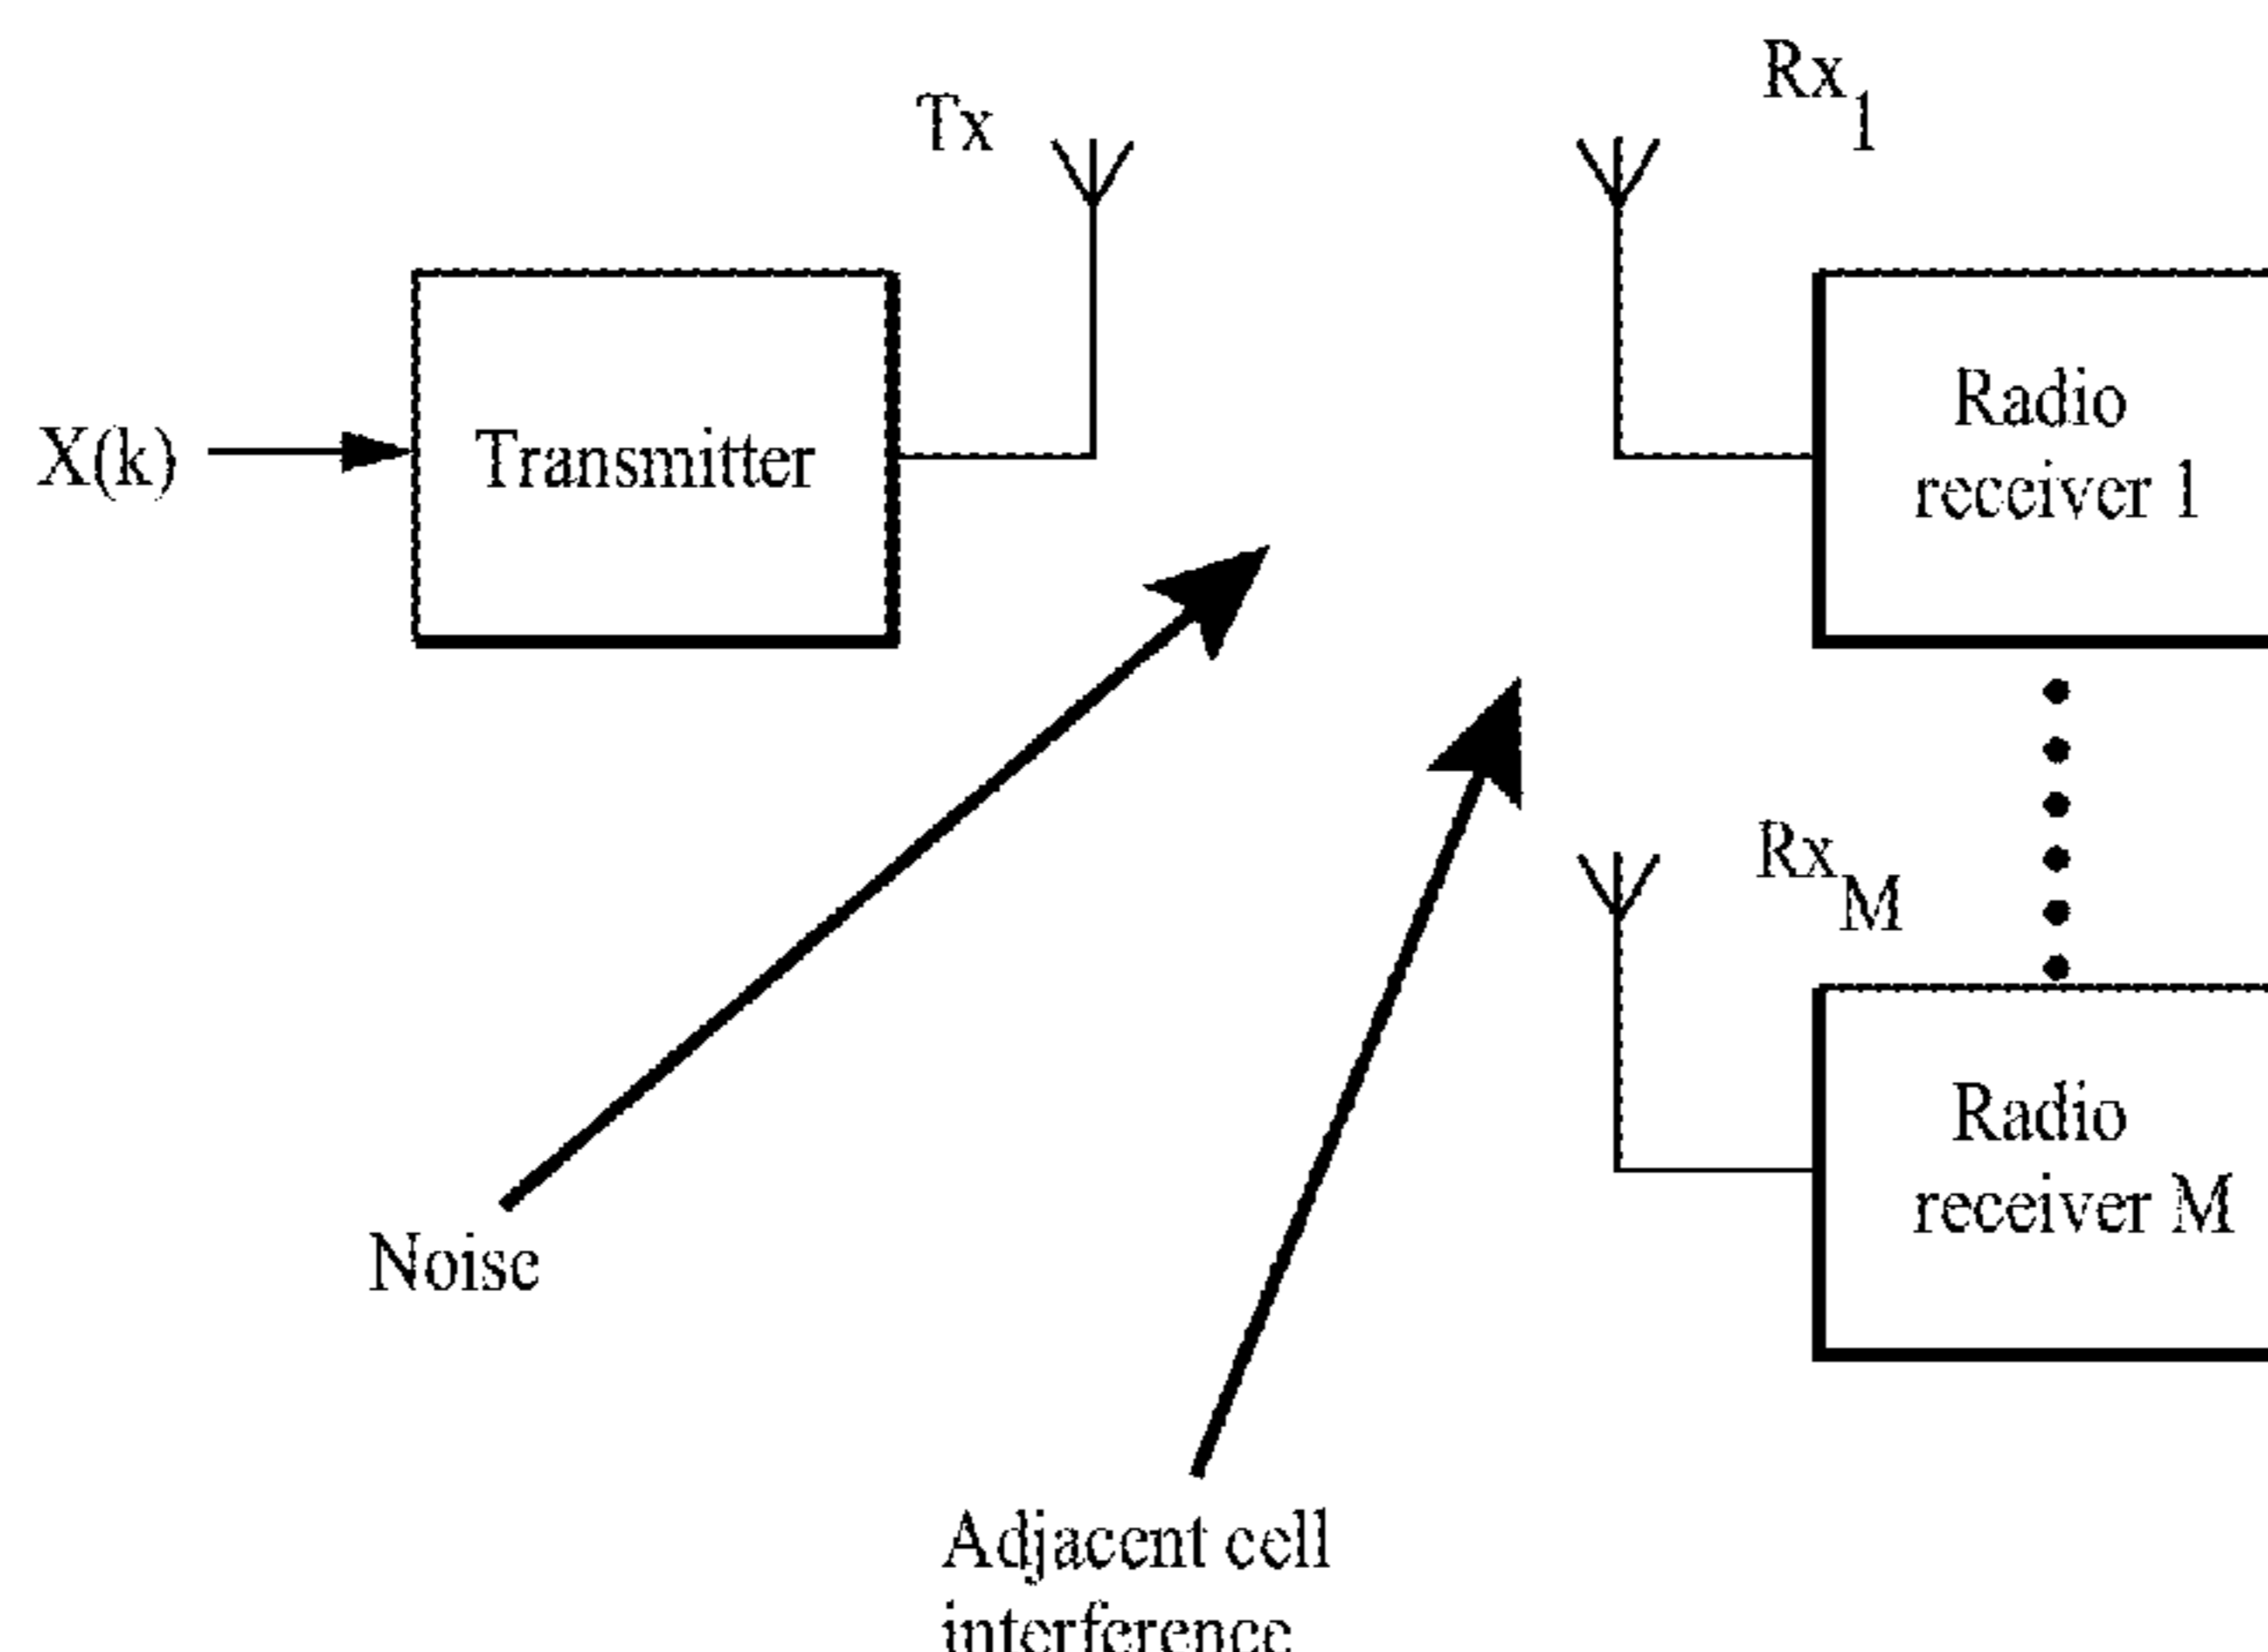 Tx
Rx1
X(k)
Transmitter
Radio
receiver 1
RxM
Radio
receiver M
Noise
Adjacent cell
interference